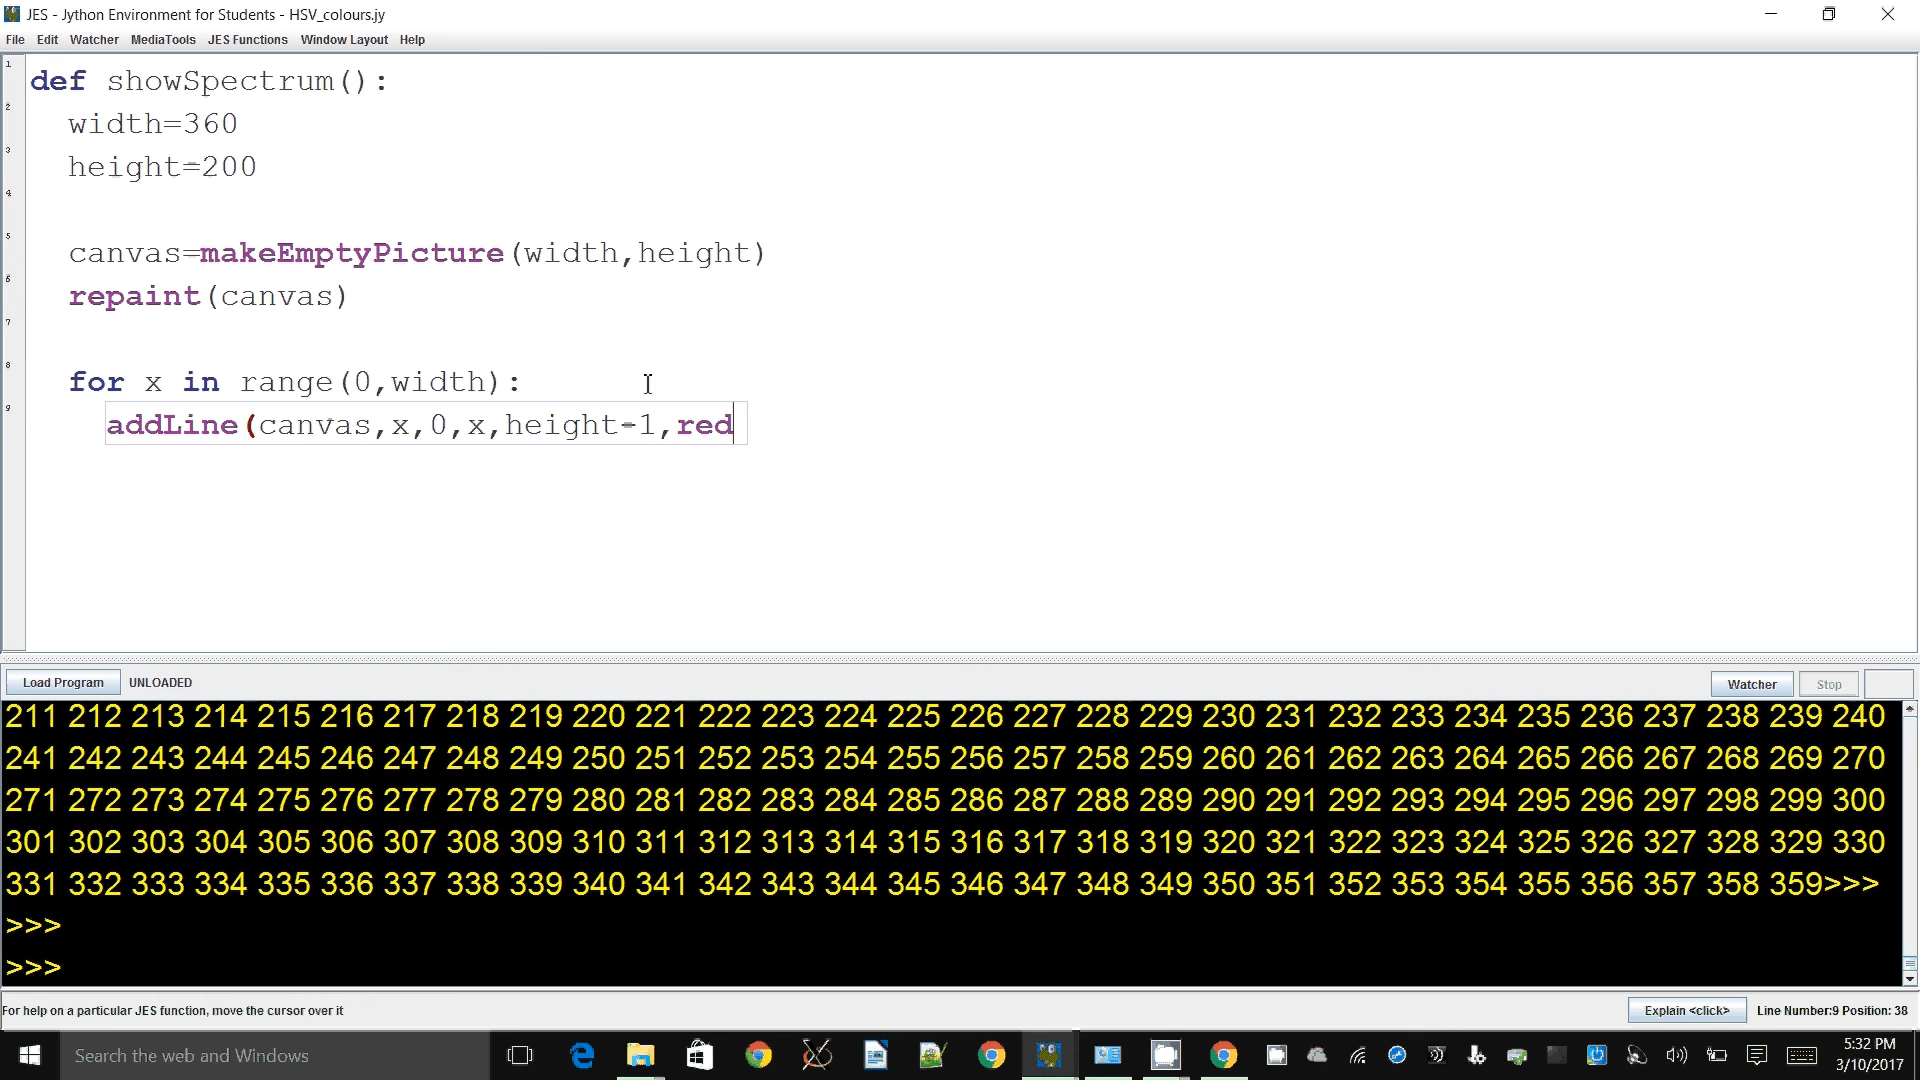 JES - Jython Environment for Students - HSV_colours.jy
File Edit Watcher MediaTools JES Functions Window Layout Help
1 def showSpectrum():
2 width=360
3 height=200
4
5 canvas=makeEmptyPicture(width,height)
6 repaint(canvas)
7
8 for x in range(0,width):
9 addLine(canvas,x,0,x,height-1,red
Load Program UNLOADED Watcher Stop
211 212 213 214 215 216 217 218 219 220 221 222 223 224 225 226 227 228 229 230 231 232 233 234 235 236 237 238 239 240
241 242 243 244 245 246 247 248 249 250 251 252 253 254 255 256 257 258 259 260 261 262 263 264 265 266 267 268 269 270
271 272 273 274 275 276 277 278 279 280 281 282 283 284 285 286 287 288 289 290 291 292 293 294 295 296 297 298 299 300
301 302 303 304 305 306 307 308 309 310 311 312 313 314 315 316 317 318 319 320 321 322 323 324 325 326 327 328 329 330
331 332 333 334 335 336 337 338 339 340 341 342 343 344 345 346 347 348 349 350 351 352 353 354 355 356 357 358 359>>>
>>>
>>>
For help on a particular JES function, move the cursor over it Explain <click> Line Number:9 Position: 38
Search the web and Windows
5:32 PM
3/10/2017